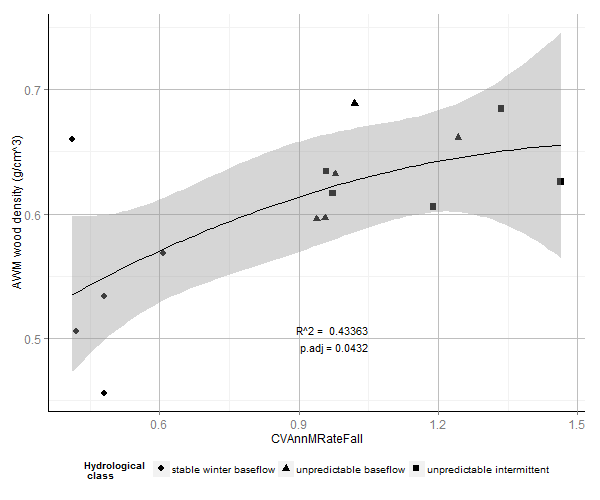 0.7
0.6
0.5
AWM wood density (g/cm^3)
R^2 = 0.43363
p.adj = 0.0432
0.6 0.9 1.2 1.5
CVAnnMRateFall
Hydrological
class
stable winter baseflow unpredictable baseflow unpredictable intermittent